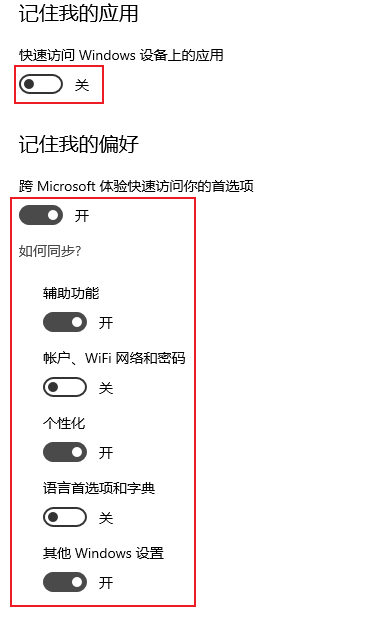 记住我的应用
快速访问 Windows 设备上的应用
关
记住我的偏好
跨 Microsoft 体验快速访问你的首选项
开
如何同步?
辅助功能
开
帐户、WiFi 网络和密码
关
个性化
开
语言首选项和字典
关
其他 Windows 设置
开